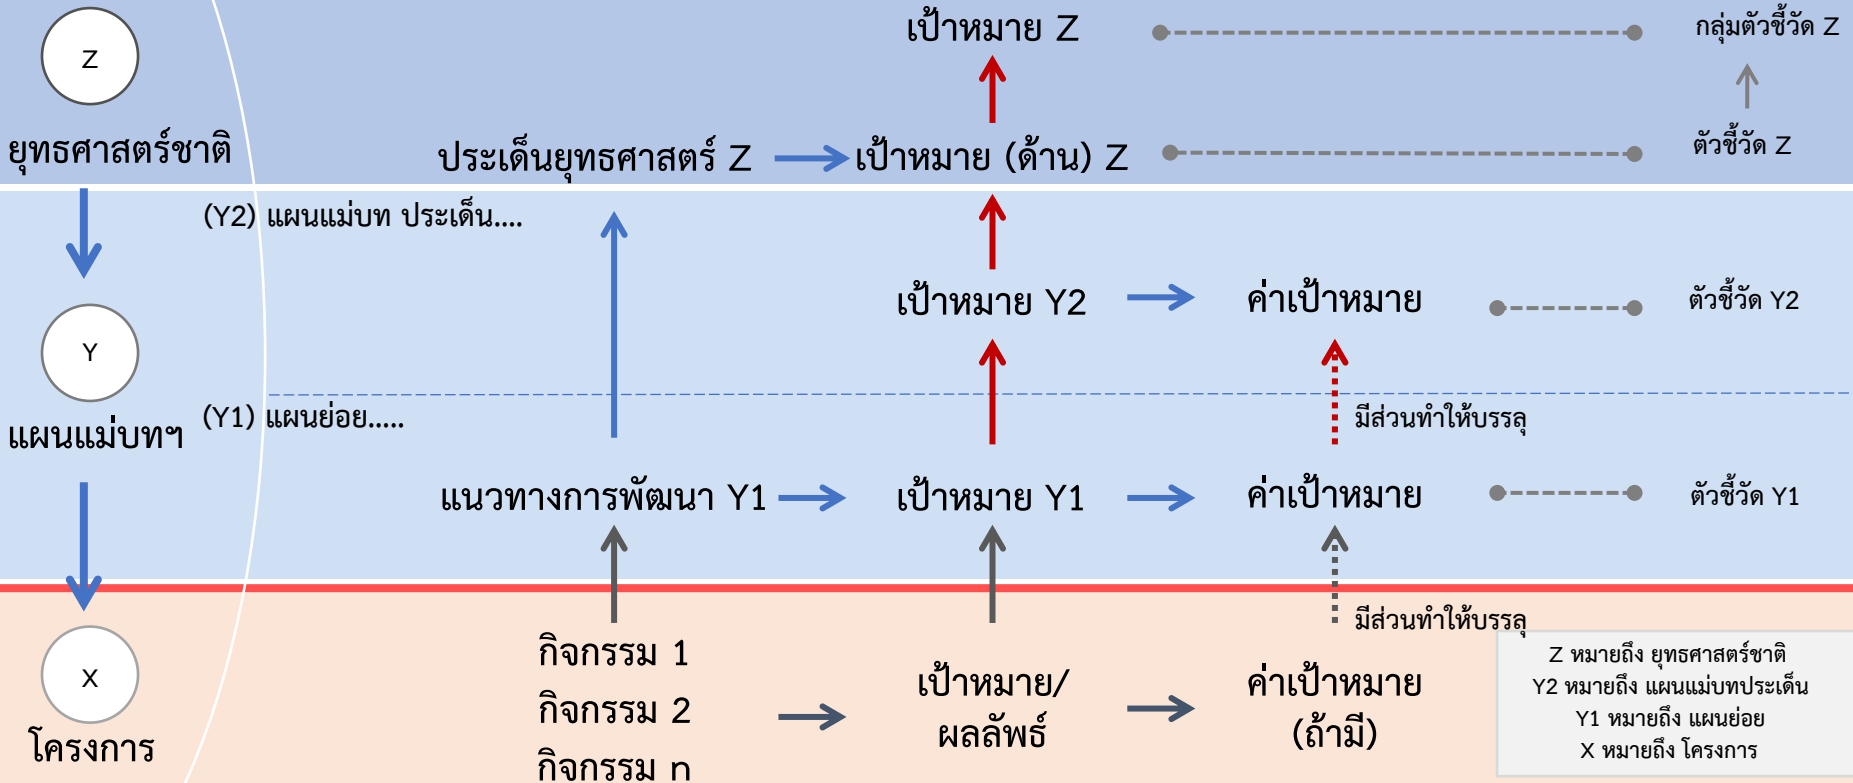 Z
เป้าหมาย Z
กลุ่มตัวชี้วัด Z
ยุทธศาสตร์ชาติ
ประเด็นยุทธศาสตร์ Z
เป้าหมาย (ด้าน) Z
ตัวชี้วัด Z
(Y2) แผนแม่บท ประเด็น....
เป้าหมาย Y2
ค่าเป้าหมาย
ตัวชี้วัด Y2
Y
แผนแม่บทฯ
(Y1) แผนย่อย.....
มีส่วนทำให้บรรลุ
แนวทางการพัฒนา Y1
เป้าหมาย Y1
ค่าเป้าหมาย
ตัวชี้วัด Y1
มีส่วนทำให้บรรลุ
X
โครงการ
กิจกรรม 1
กิจกรรม 2
กิจกรรม n
เป้าหมาย/
ผลลัพธ์
ค่าเป้าหมาย
(ถ้ามี)
Z หมายถึง ยุทธศาสตร์ชาติ
Y2 หมายถึง แผนแม่บทประเด็น
Y1 หมายถึง แผนย่อย
X หมายถึง โครงการ